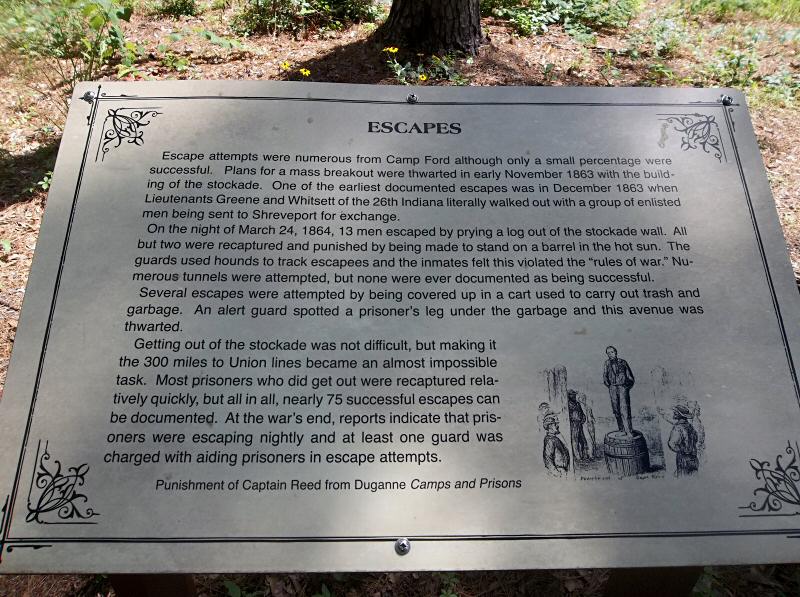 ESCAPES
Escape attempts were numerous from Camp Ford although only a small percentage were
successful. Plans for a mass breakout were thwarted in early November 1863 with the build-
ing of the stockade. One of the earliest documented escapes was in December 1863 when
Lieutenants Greene and Whitsett of the 26th Indiana literally walked out with a group of enlisted
men being sent to Shreveport for exchange.
On the night of March 24, 1864, 13 men escaped by prying a log out of the stockade wall. All
but two were recaptured and punished by being made to stand on a barrel in the hot sun. The
guards used hounds to track escapees and the inmates felt this violated the “rules of war.” Nu-
merous tunnels were attempted, but none were ever documented as being successful.
Several escapes were attempted by being covered up in a cart used to carry out trash and
garbage. An alert guard spotted a prisoner's leg under the garbage and this avenue was
thwarted.
Getting out of the stockade was not difficult, but making it
the 300 miles to Union lines became an almost impossible
task. Most prisoners who did get out were recaptured rela-
tively quickly, but all in all, nearly 75 successful escapes can
be documented. At the war's end, reports indicate that pris-
oners were escaping nightly and at least one guard was
charged with aiding prisoners in escape attempts.
Punishment of Captain Reed from Duganne Camps and Prisons